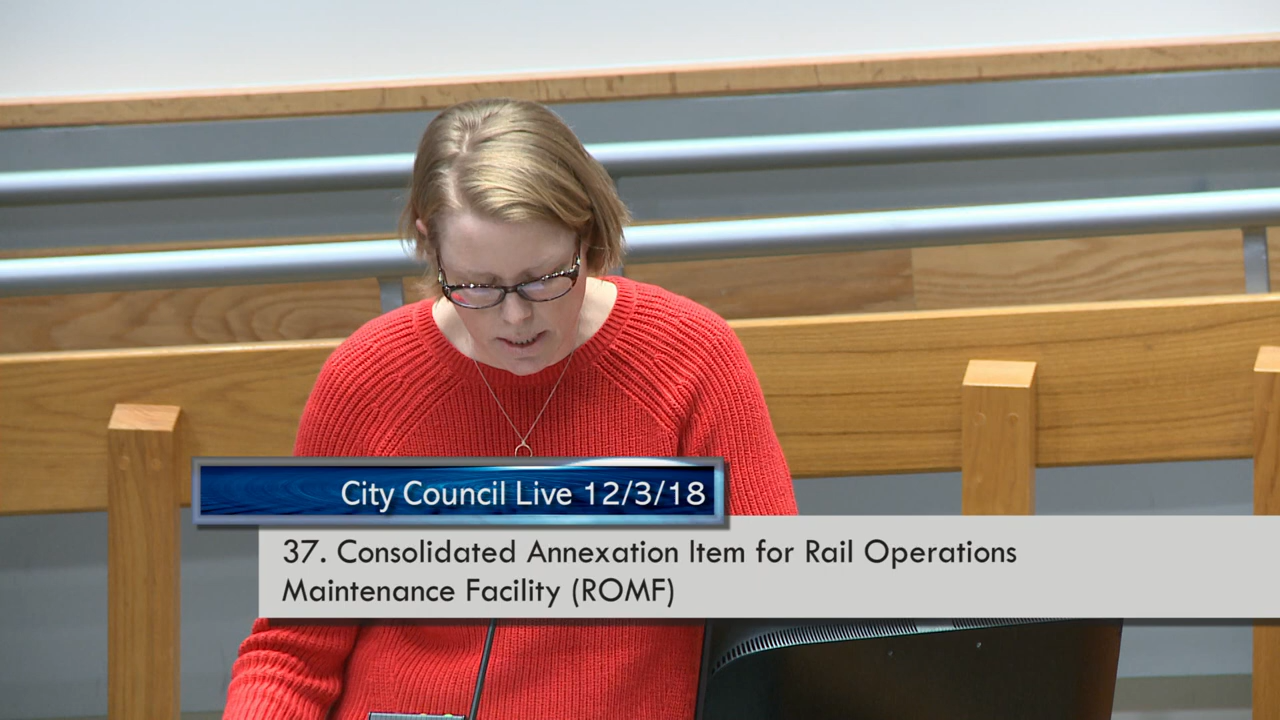 City Council Live 12/3/18
37. Consolidated Annexation Item for Rail Operations
Maintenance Facility (ROMF)